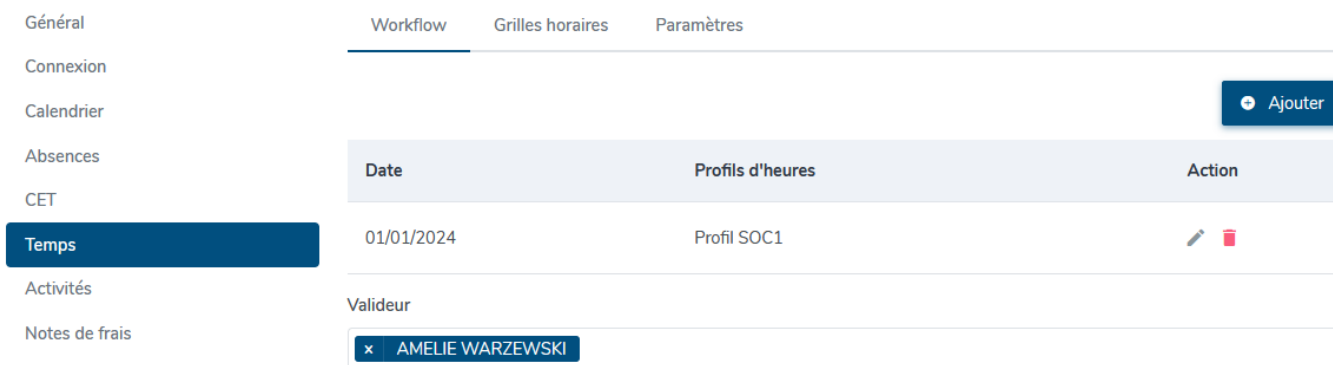 Général
Connexion
Calendrier
Absences
CET
Temps
Activités
Notes de frais
Workflow Grilles horaires Paramètres
Ajouter
Date Profils d'heures Action
01/01/2024 Profil SOC1
Valideur
x AMELIE WARZEWSKI